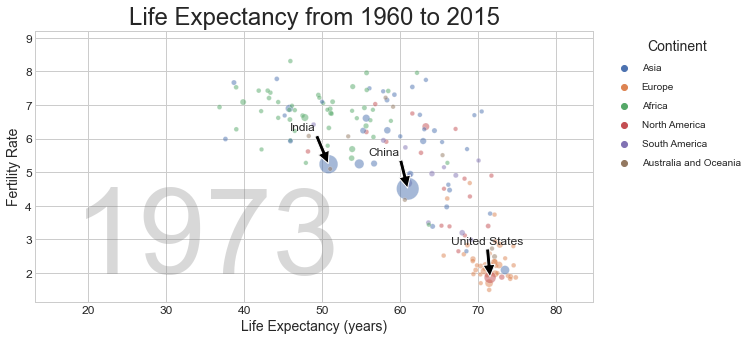 Life Expectancy from 1960 to 2015
9
8
7
6
5
4
3
2
Fertility Rate
India
China
United States
1973
20
30
40
50
60
70
80
Life Expectancy (years)
Continent
Asia
Europe
Africa
North America
South America
Australia and Oceania